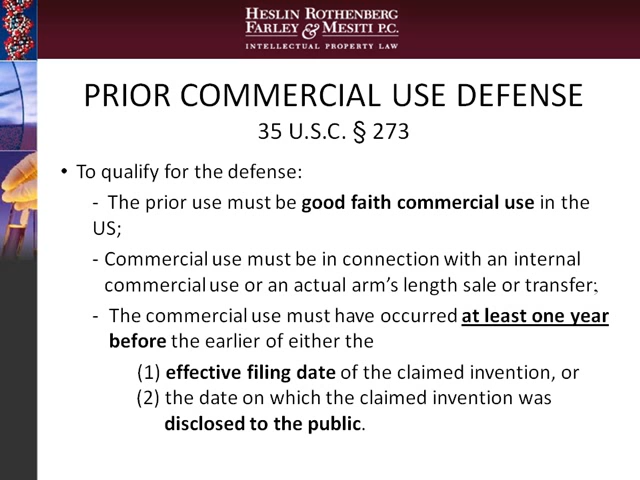 HESLIN ROTHENBERG
FARLEY & MESITI P.C.
INTELLECTUAL PROPERTY LAW
PRIOR COMMERCIAL USE DEFENSE
35 U.S.C. § 273
• To qualify for the defense:
- The prior use must be good faith commercial use in the
US;
- Commercial use must be in connection with an internal
commercial use or an actual arm’s length sale or transfer;
- The commercial use must have occurred at least one year
before the earlier of either the
(1) effective filing date of the claimed invention, or
(2) the date on which the claimed invention was
disclosed to the public.